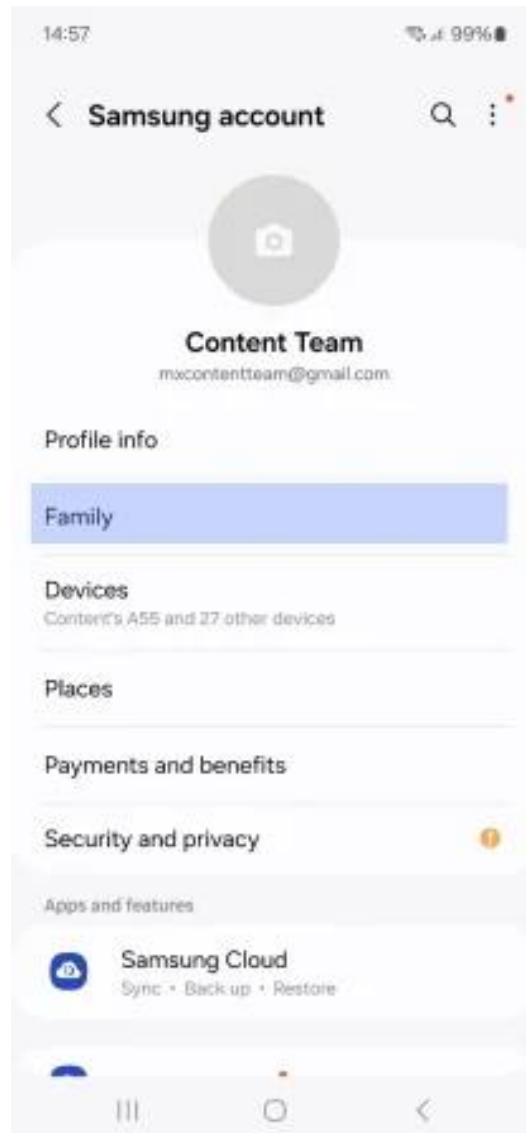 14:57
99%
Samsung account
Content Team
mxcontentteam@gmail.com
Profile info
Family
Devices
Content's A55 and 27 other devices
Places
Payments and benefits
Security and privacy
Apps and features
Samsung Cloud
Sync • Back up • Restore